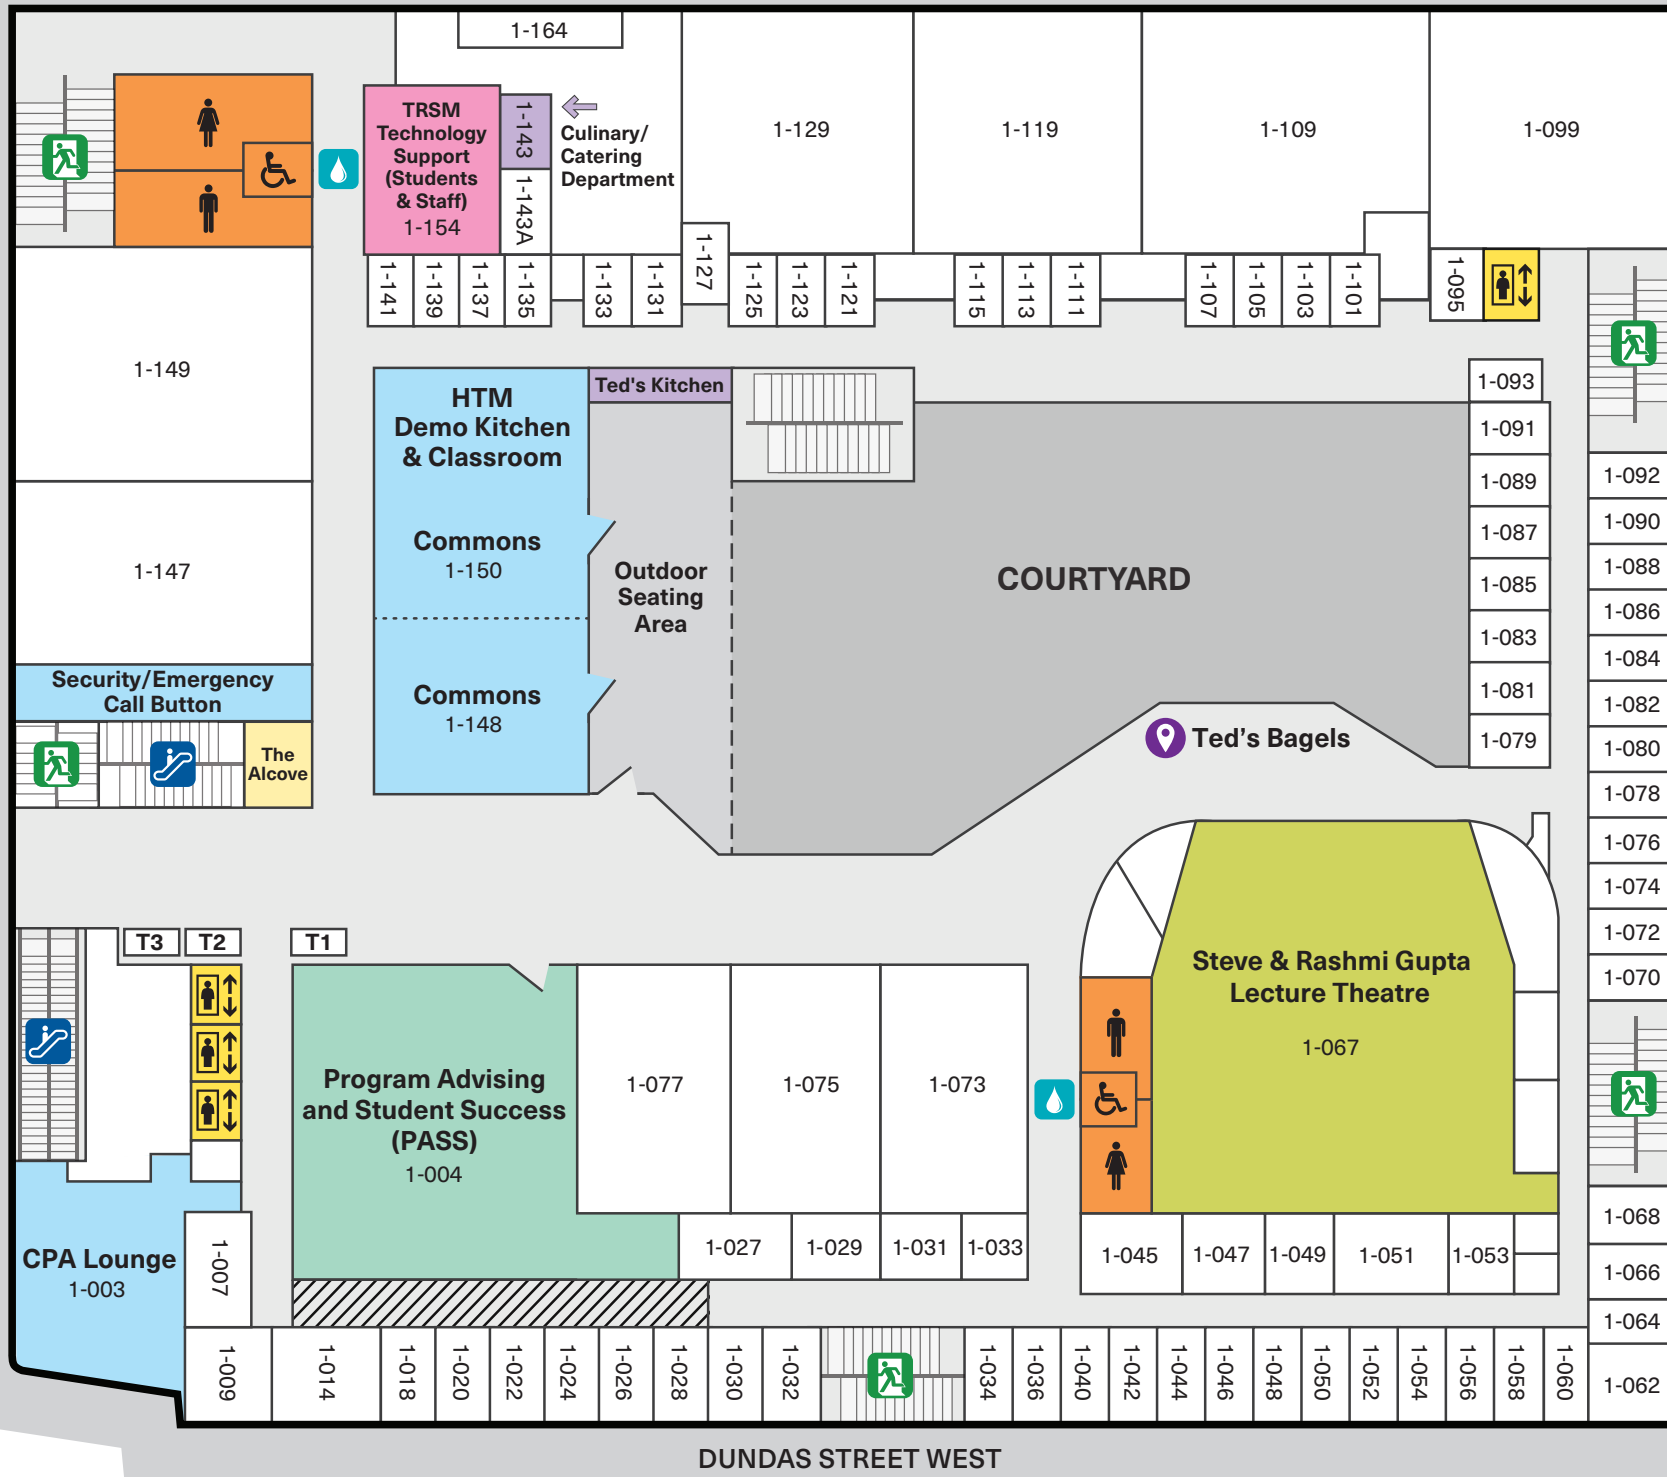 1-164
TRSM
Technology
Support
(Students
& Staff)
1-154
1-143
1-143A
Culinary/
Catering
Department
1-129
1-119
1-109
1-099
1-141
1-139
1-137
1-135
1-133
1-131
1-127
1-125
1-123
1-121
1-115
1-113
1-111
1-107
1-105
1-103
1-101
1-095
1-149
1-147
Security/Emergency
Call Button
The
Alcove
HTM
Demo Kitchen
& Classroom
Commons
1-150
Commons
1-148
Ted's Kitchen
Outdoor
Seating
Area
COURTYARD
Ted’s Bagels
1-093
1-091
1-089
1-087
1-085
1-083
1-081
1-079
1-092
1-090
1-088
1-086
1-084
1-082
1-080
1-078
1-076
1-074
1-072
1-070
T3
T2
T1
Program Advising
and Student Success
(PASS)
1-004
1-077
1-075
1-073
Steve & Rashmi Gupta
Lecture Theatre
1-067
CPA Lounge
1-003
1-007
1-027
1-029
1-031
1-033
1-045
1-047
1-049
1-051
1-053
1-068
1-066
1-064
1-062
1-009
1-014
1-018
1-020
1-022
1-024
1-026
1-028
1-030
1-032
1-034
1-036
1-040
1-042
1-044
1-046
1-048
1-050
1-052
1-054
1-056
1-058
1-060
DUNDAS STREET WEST